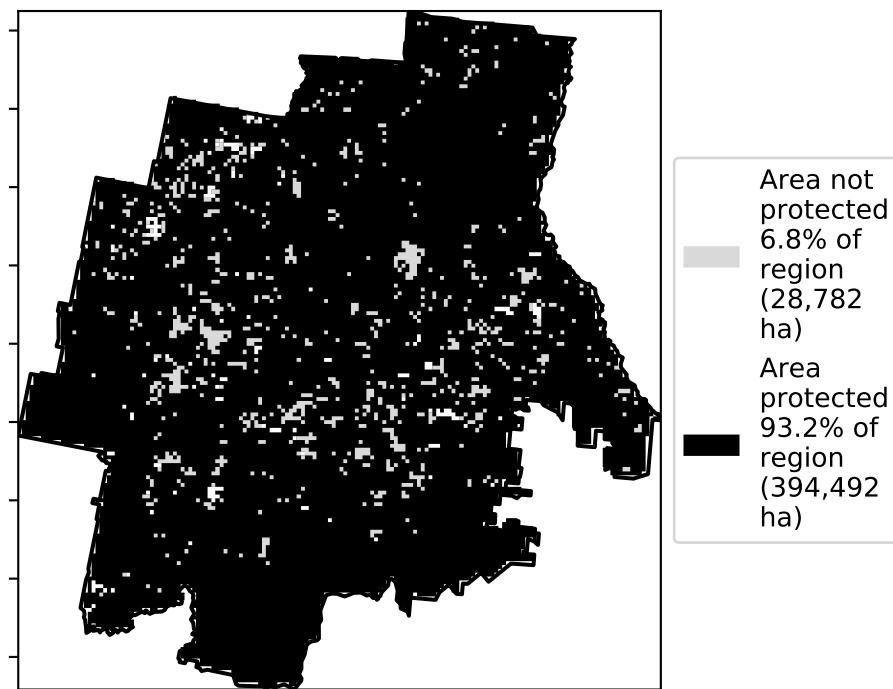 Area not
protected
6.8% of
region
(28,782
ha)
Area
protected
93.2% of
region
(394,492
ha)